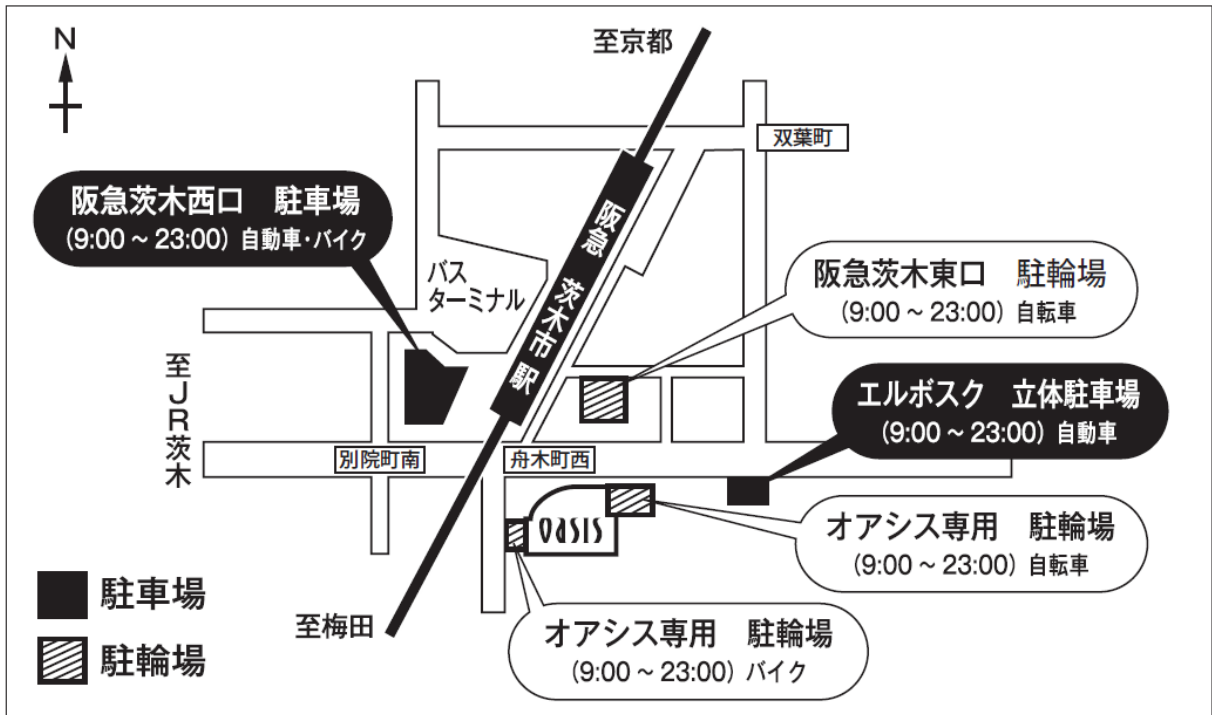 N
至京都
双葉町
阪急茨木西口　駐車場
(9:00 ~ 23:00) 自動車・バイク
阪急　茨木市駅
バス
ターミナル
阪急茨木東口　駐輪場
(9:00 ~ 23:00) 自転車
至JR茨木
エルボスク　立体駐車場
(9:00 ~ 23:00) 自動車
別院町南
舟木町西
oasis
オアシス専用　駐輪場
(9:00 ~ 23:00) 自転車
駐車場
至梅田
オアシス専用　駐輪場
(9:00 ~ 23:00) バイク
駐輪場